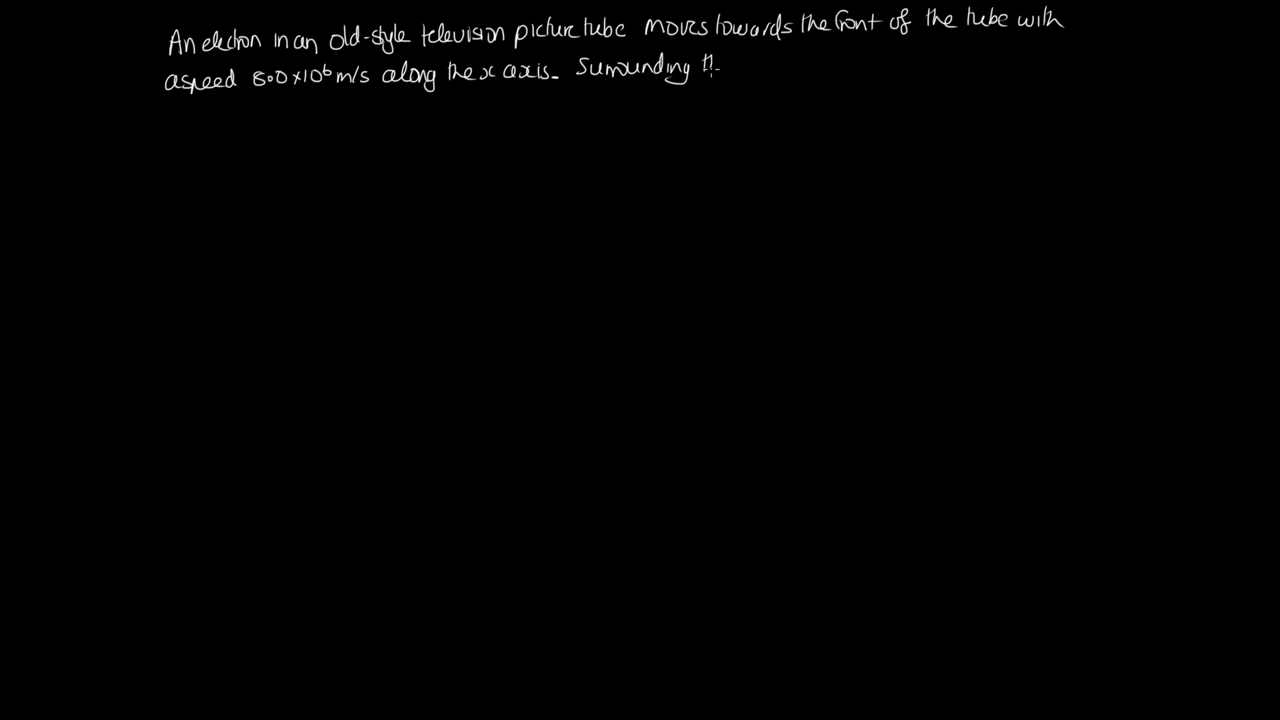 An electron in an old-style television picture tube moves towards the front of the tube with
a speed 8.0×10⁶ m/s along the x axis. Surrounding